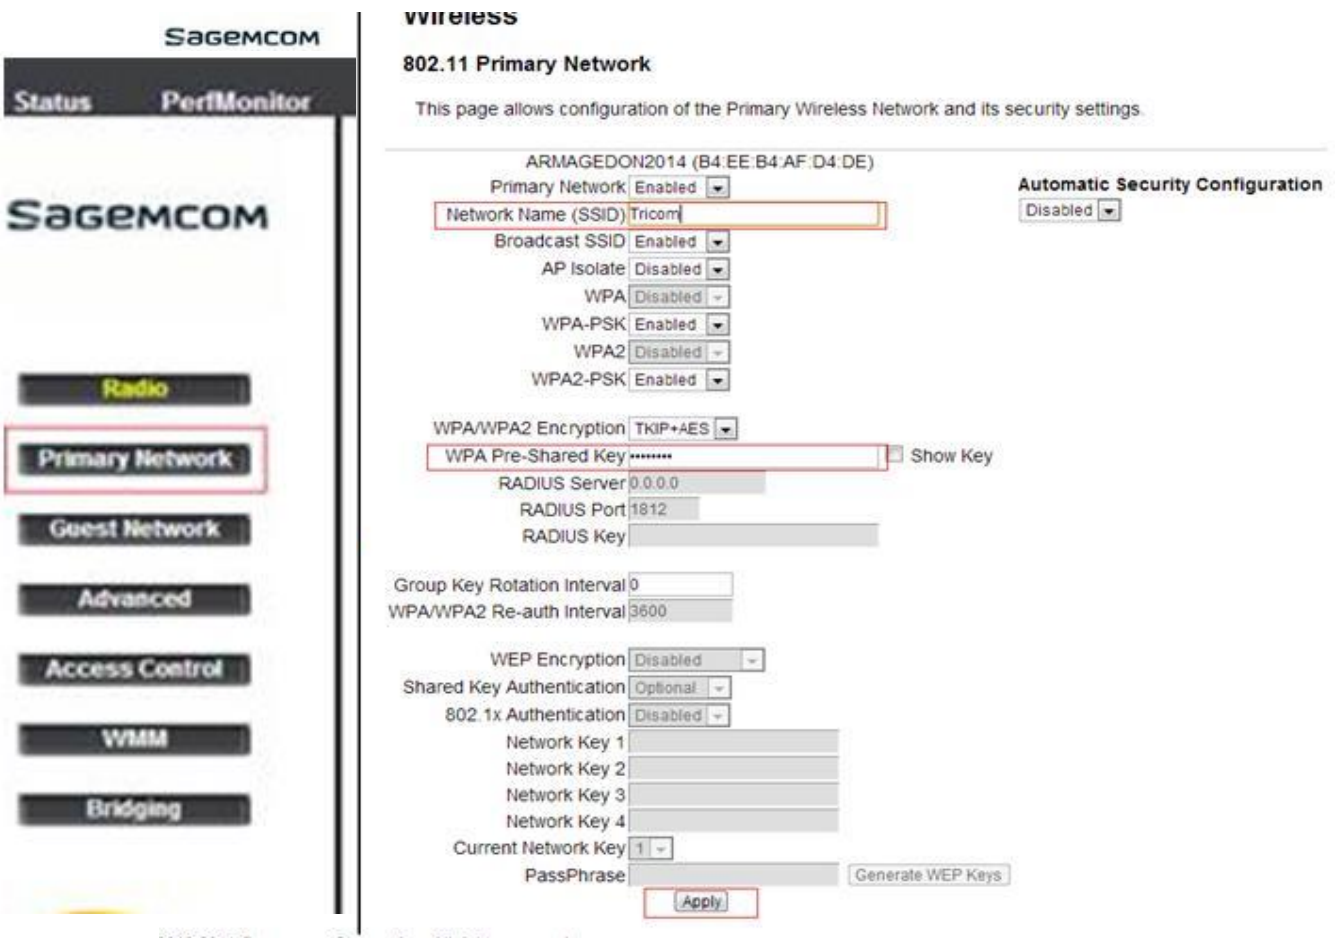 Sagemcom
Status PerfMonitor
Sagemcom
Radio
Primary Network
Guest Network
Advanced
Access Control
WMM
Bridging
Wireless
802.11 Primary Network
This page allows configuration of the Primary Wireless Network and its security settings.
ARMAGEDON2014 (B4:EE:B4:AF:D4:DE)
Primary Network Enabled
Network Name (SSID) Tricom
Broadcast SSID Enabled
AP Isolate Disabled
WPA Disabled
WPA-PSK Enabled
WPA2 Disabled
WPA2-PSK Enabled
Automatic Security Configuration
Disabled
WPA/WPA2 Encryption TKIP+AES
WPA Pre-Shared Key •••••••• Show Key
RADIUS Server 0.0.0.0
RADIUS Port 1812
RADIUS Key
Group Key Rotation Interval 0
WPA/WPA2 Re-auth Interval 3600
WEP Encryption Disabled
Shared Key Authentication Optional
802.1x Authentication Disabled
Network Key 1
Network Key 2
Network Key 3
Network Key 4
Current Network Key 1
PassPhrase Generate WEP Keys
Apply